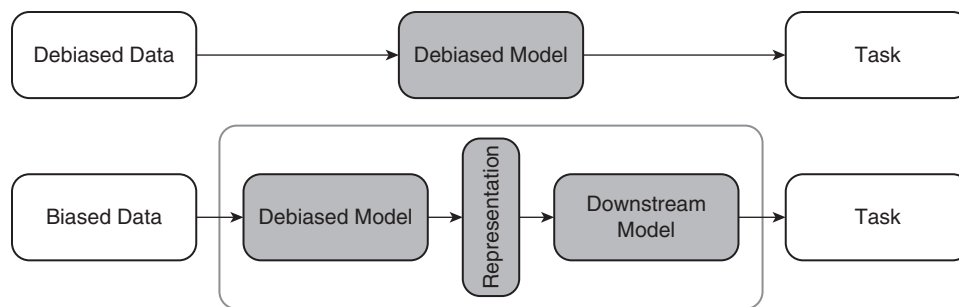 Debiased Data
Debiased Model
Task
Biased Data
Debiased Model
Representation
Downstream
Model
Task